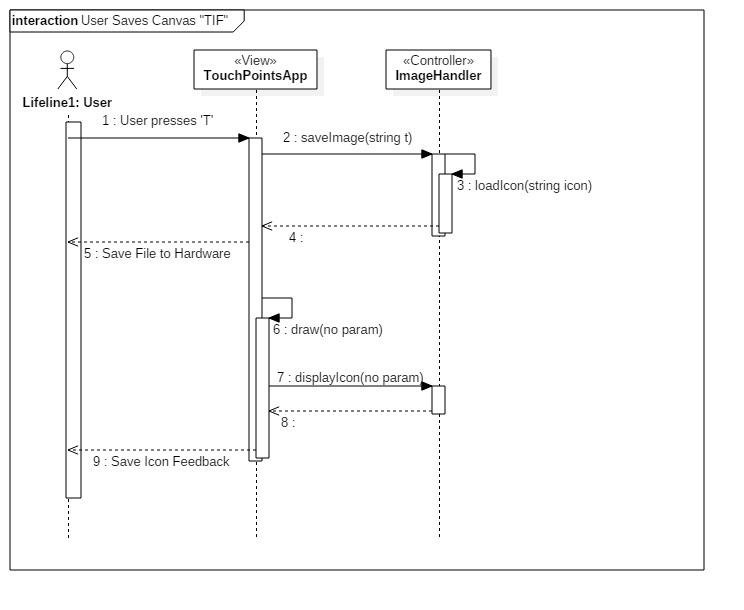 interaction User Saves Canvas "TIF"
«View»
TouchPointsApp
«Controller»
ImageHandler
Lifeline1: User
1 : User presses 'T'
2 : saveImage(string t)
3 : loadIcon(string icon)
4 :
5 : Save File to Hardware
6 : draw(no param)
7 : displayIcon(no param)
8 :
9 : Save Icon Feedback